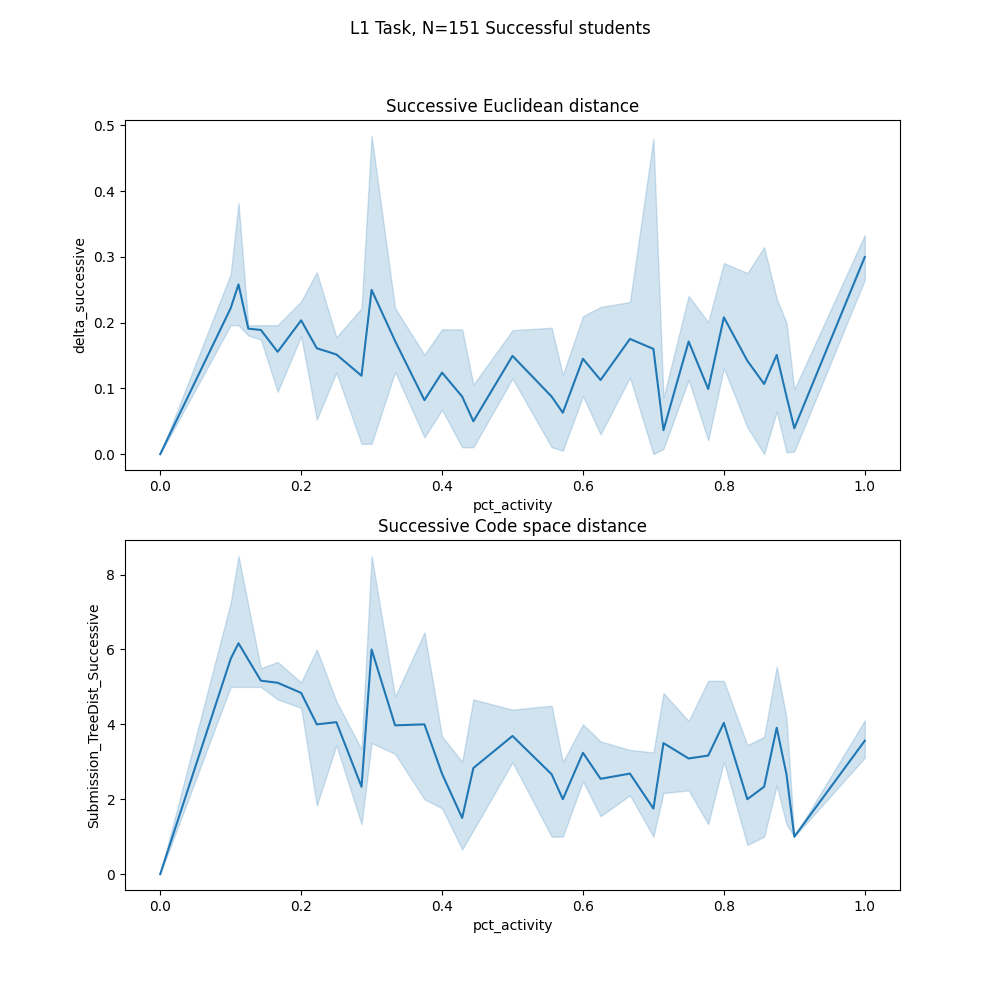 L1 Task, N=151 Successful students
Successive Euclidean distance
0.5
0.4
0.3
0.2
0.1
0.0
delta_successive
0.0 0.2 0.4 0.6 0.8 1.0
pct_activity
Successive Code space distance
8
6
4
2
0
Submission_TreeDist_Successive
0.0 0.2 0.4 0.6 0.8 1.0
pct_activity